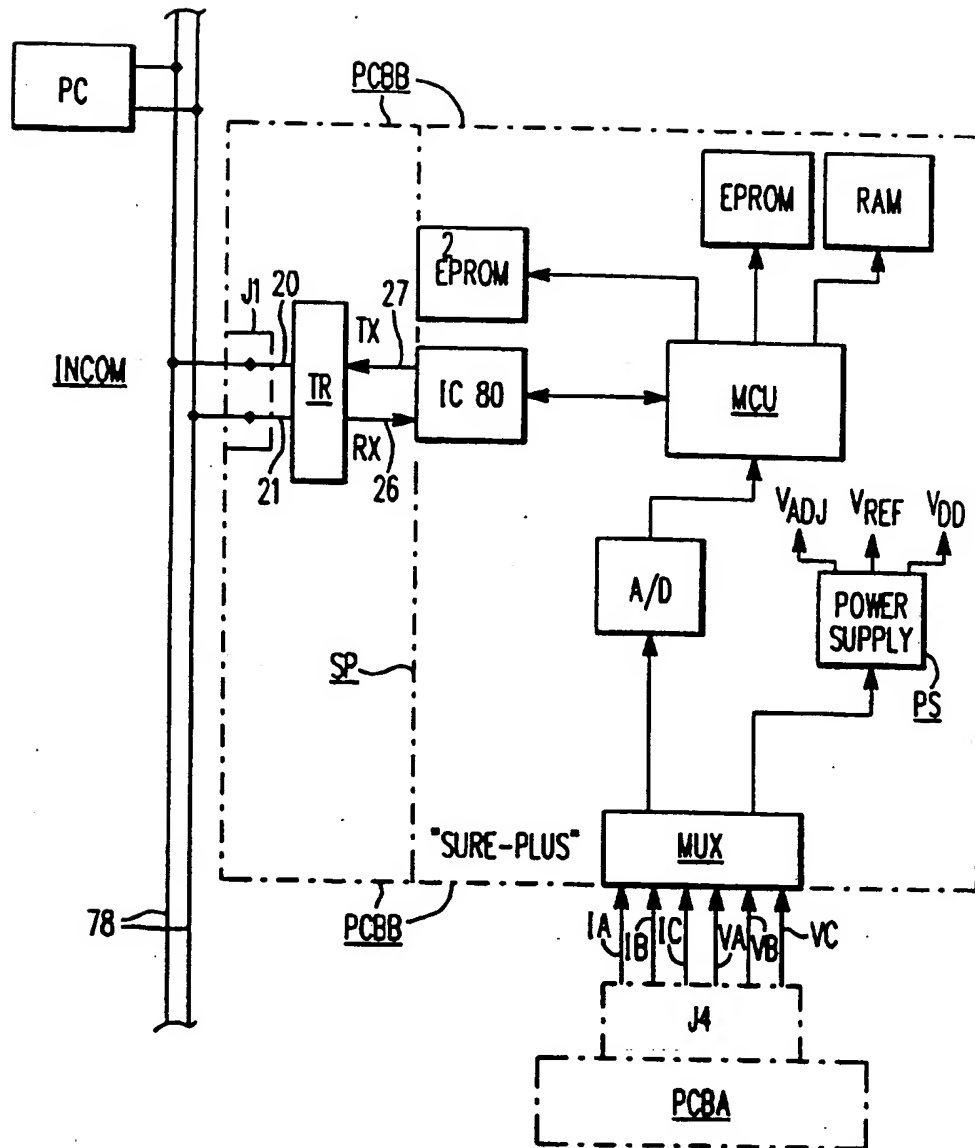 PC
PCBB
PCBB
EPROM
RAM
2
EPROM
J1
20
TX
27
INCOM
TR
IC 80
MCU
21
RX
26
VADJ
VREF
VDD
A/D
POWER
SUPPLY
SP
PS
"SURE-PLUS"
MUX
78
PCBB
IA
IB
IC
VA
VB
VC
J4
PCBA